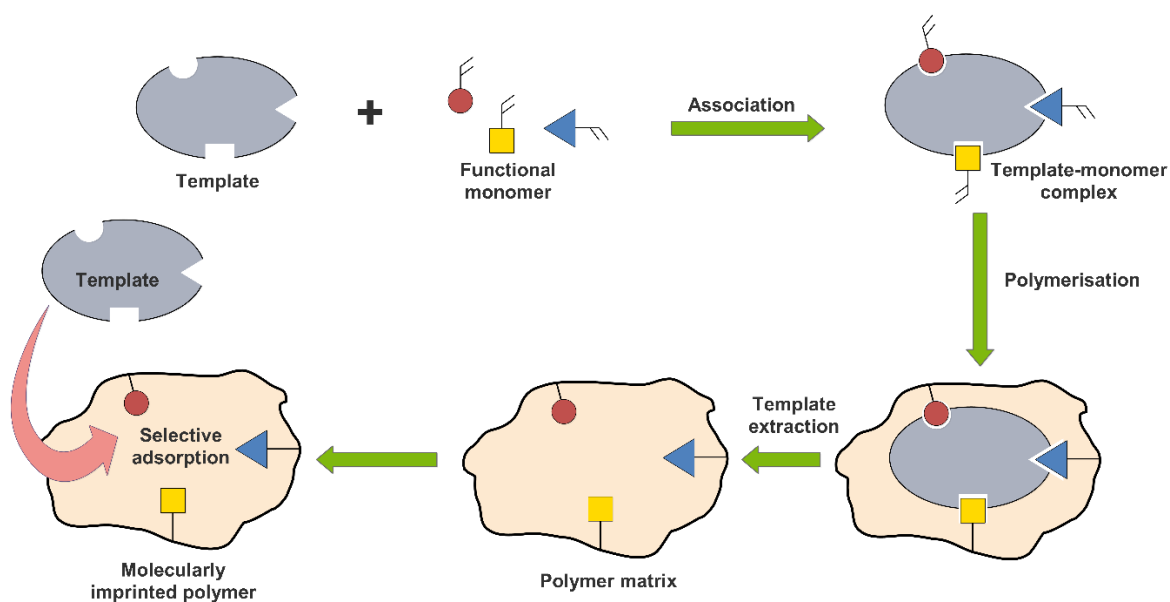 +
Association
Template
Functional
monomer
Template-monomer
complex
Template
Polymerisation
Selective
adsorption
Template
extraction
Molecularly
imprinted polymer
Polymer matrix